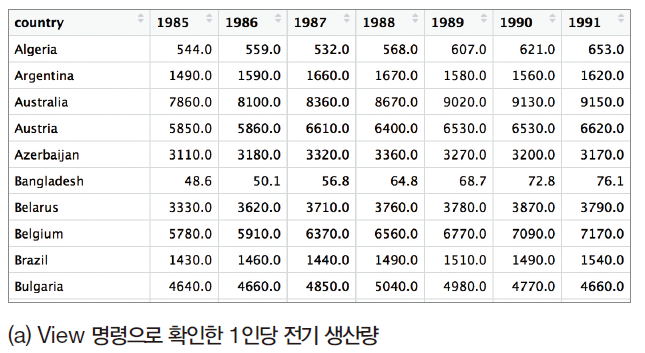 country 1985 1986 1987 1988 1989 1990 1991
Algeria 544.0 559.0 532.0 568.0 607.0 621.0 653.0
Argentina 1490.0 1590.0 1660.0 1670.0 1580.0 1560.0 1620.0
Australia 7860.0 8100.0 8360.0 8670.0 9020.0 9130.0 9150.0
Austria 5850.0 5860.0 6610.0 6400.0 6530.0 6530.0 6620.0
Azerbaijan 3110.0 3180.0 3320.0 3360.0 3270.0 3200.0 3170.0
Bangladesh 48.6 50.1 56.8 64.8 68.7 72.8 76.1
Belarus 3330.0 3620.0 3710.0 3760.0 3780.0 3870.0 3790.0
Belgium 5780.0 5910.0 6370.0 6560.0 6770.0 7090.0 7170.0
Brazil 1430.0 1460.0 1440.0 1490.0 1510.0 1490.0 1540.0
Bulgaria 4640.0 4660.0 4850.0 5040.0 4980.0 4770.0 4660.0
(a) View 명령으로 확인한 1인당 전기 생산량